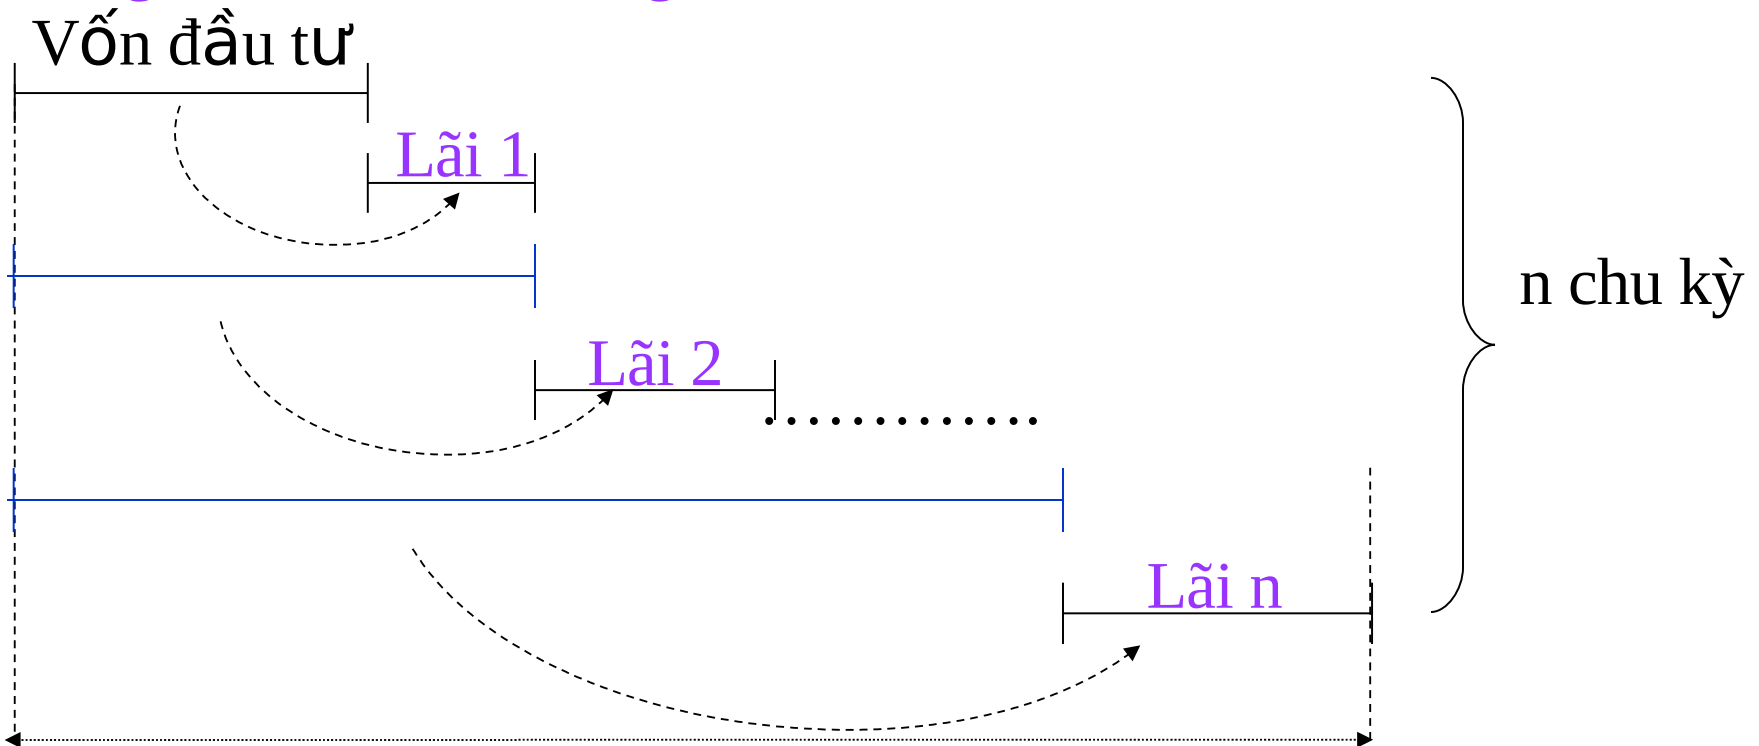 Vốn đầu tư
Lãi 1
n chu kỳ
Lãi 2
.............
Lãi n